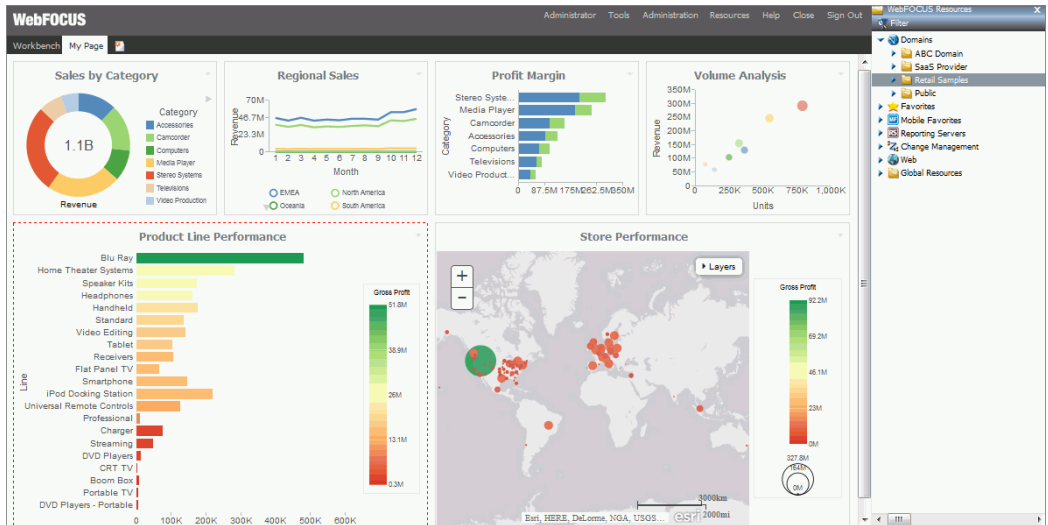 WebFOCUS
Administrator Tools Administration Resources Help Close Sign Out
Workbench My Page
Sales by Category
1.1B
Revenue
Category
Accessories
Camcorder
Computers
Media Player
Stereo Systems
Televisions
Video Production
Regional Sales
Revenue
70M
46.7M
23.3M
0
1 2 3 4 5 6 7 8 9 10 11 12
Month
EMEA North America
Oceania South America
Profit Margin
Category
Stereo Syste...
Media Player
Camcorder
Accessories
Computers
Televisions
Video Product...
0 87.5M 175M 262.5M 350M
Volume Analysis
Revenue
350M
300M
250M
200M
150M
100M
50M
0
0 250K 500K 750K 1,000K
Units
Product Line Performance
Line
Blu Ray
Home Theater Systems
Speaker Kits
Headphones
Handheld
Standard
Video Editing
Tablet
Receivers
Flat Panel TV
Smartphone
iPod Docking Station
Universal Remote Controls
Professional
Charger
Streaming
DVD Players
CRT TV
Boom Box
Portable TV
DVD Players - Portable
0 100K 200K 300K 400K 500K 600K
Gross Profit
51.8M
38.9M
26M
13.1M
0.3M
Store Performance
+
−
Layers
3000km
2000mi
Esri, HERE, DeLorme, NGA, USGS...
esri
Gross Profit
92.2M
69.2M
46.1M
23M
0M
327.8M
164M
0M
WebFOCUS Resources X
Filter
Domains
ABC Domain
SaaS Provider
Retail Samples
Public
Favorites
Mobile Favorites
Reporting Servers
Change Management
Web
Global Resources